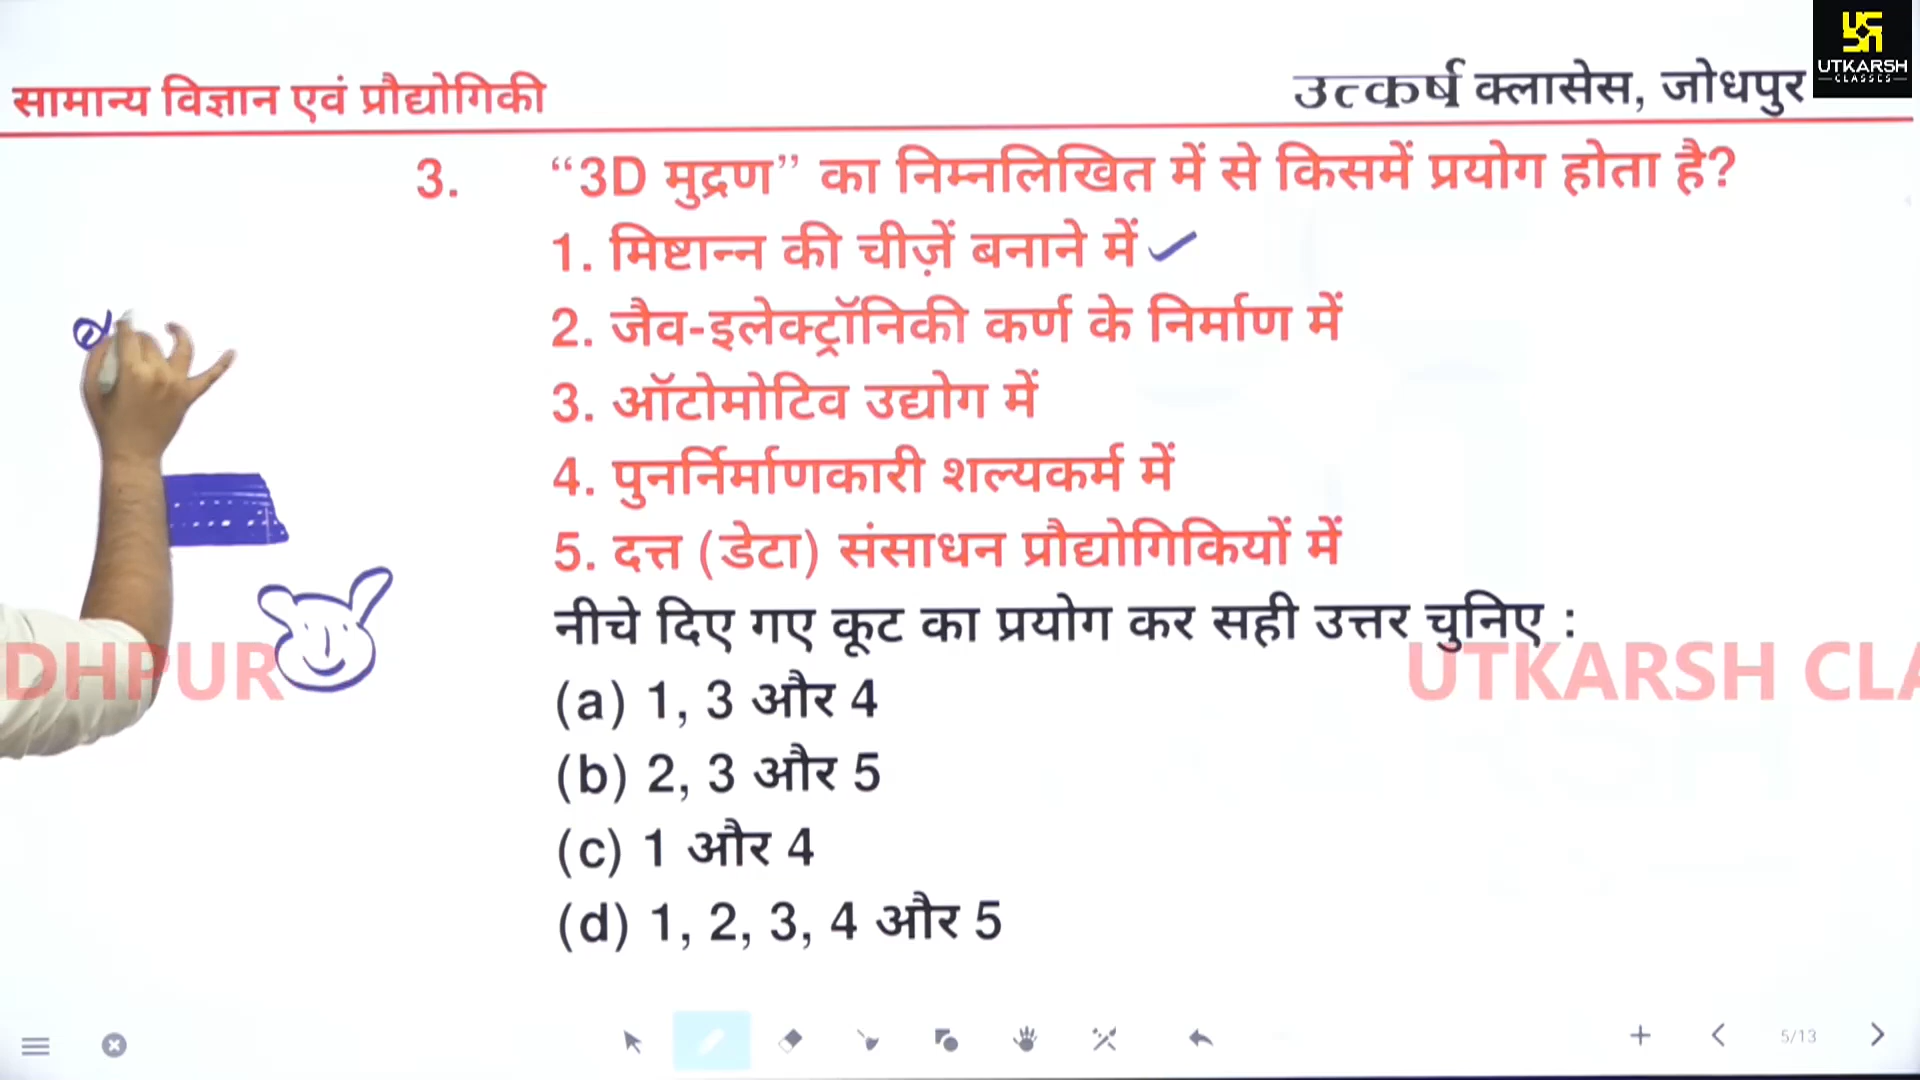 UTKARSH
CLASSES
सामान्य विज्ञान एवं प्रौद्योगिकी
उत्कर्ष क्लासेस, जोधपुर
3. “3D मुद्रण” का निम्नलिखित में से किसमें प्रयोग होता है?
1. मिष्टान्न की चीज़ें बनाने में
2. जैव-इलेक्ट्रॉनिकी कर्ण के निर्माण में
3. ऑटोमोटिव उद्योग में
4. पुनर्निर्माणकारी शल्यकर्म में
5. दत्त (डेटा) संसाधन प्रौद्योगिकियों में
नीचे दिए गए कूट का प्रयोग कर सही उत्तर चुनिए :
DHPUR
UTKARSH CLA
(a) 1, 3 और 4
(b) 2, 3 और 5
(c) 1 और 4
(d) 1, 2, 3, 4 और 5
5/13